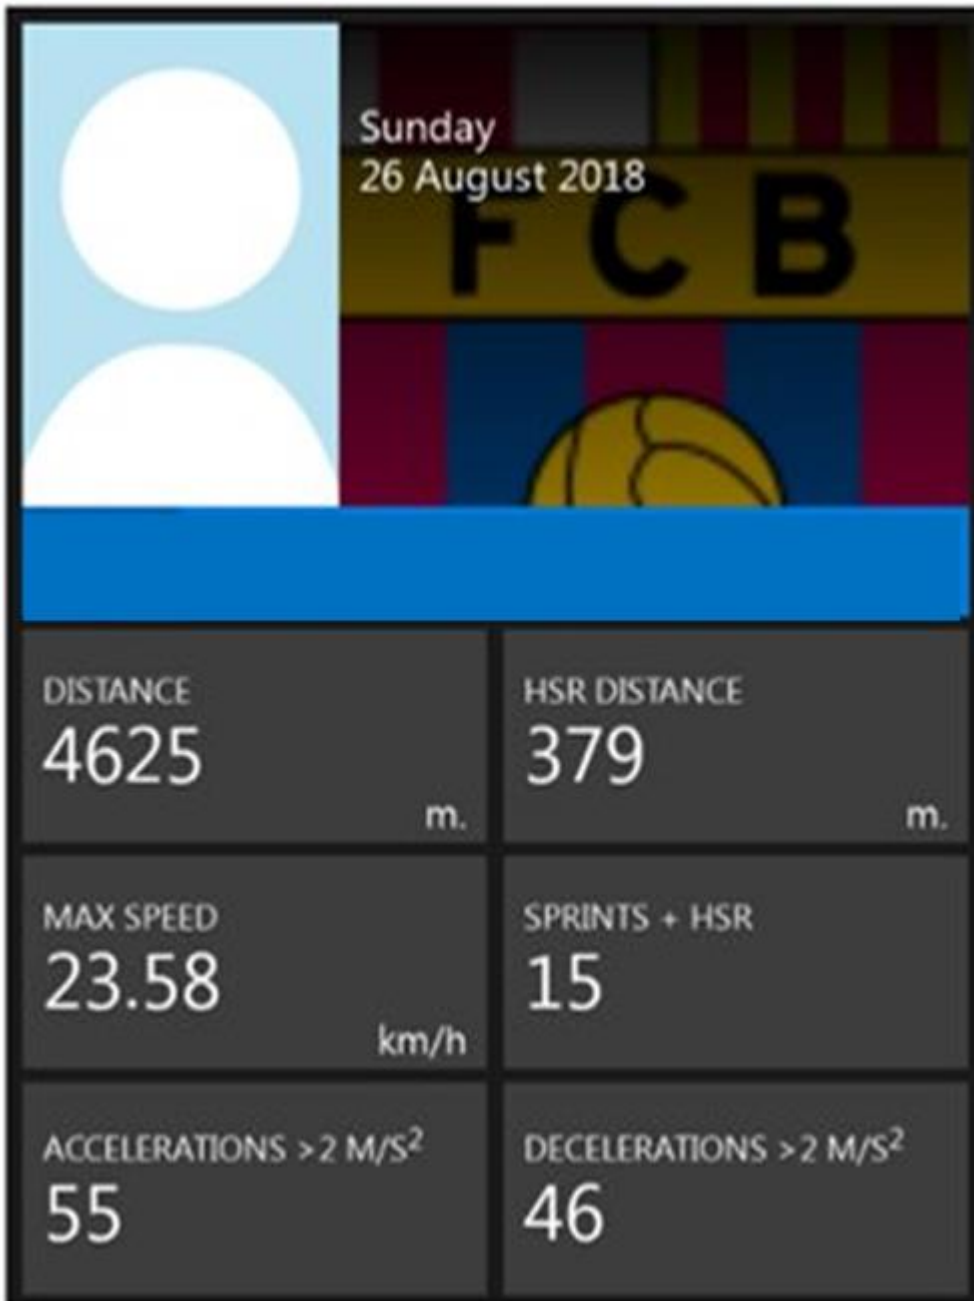 Sunday
26 August 2018
FCB
DISTANCE
4625
m.
HSR DISTANCE
379
m.
MAX SPEED
23.58
km/h
SPRINTS + HSR
15
ACCELERATIONS >2 M/S²
55
DECELERATIONS >2 M/S²
46